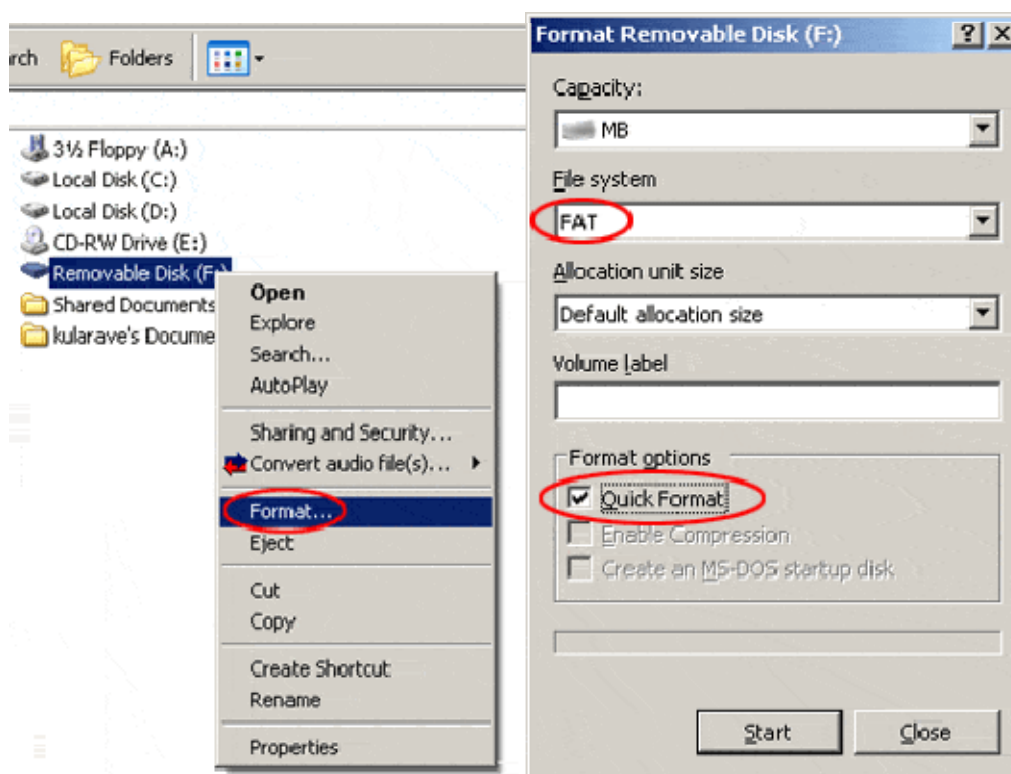 rch Folders
3½ Floppy (A:)
Local Disk (C:)
Local Disk (D:)
CD-RW Drive (E:)
Removable Disk (F:)
Shared Documents
kularave's Docume
Open
Explore
Search...
AutoPlay
Sharing and Security...
Convert audio file(s)...
Format...
Eject
Cut
Copy
Create Shortcut
Rename
Properties
Format Removable Disk (F:)
Capacity:
MB
File system
FAT
Allocation unit size
Default allocation size
Volume label
Format options
Quick Format
Enable Compression
Create an MS-DOS startup disk
Start Close